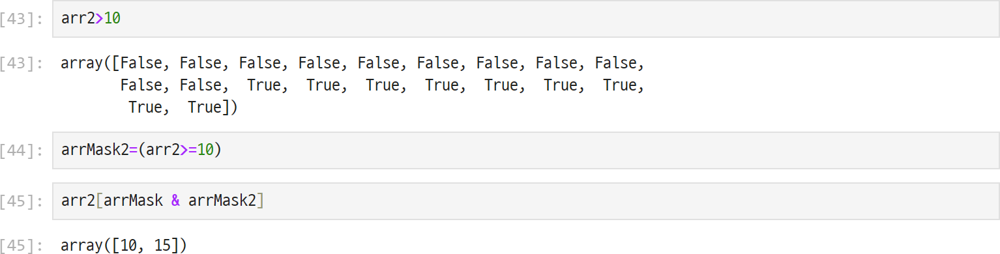 [43]: arr2>10
[43]: array([False, False, False, False, False, False, False, False, False,
False, False, True, True, True, True, True, True, True,
True, True])
[44]: arrMask2=(arr2>=10)
[45]: arr2[arrMask & arrMask2]
[45]: array([10, 15])